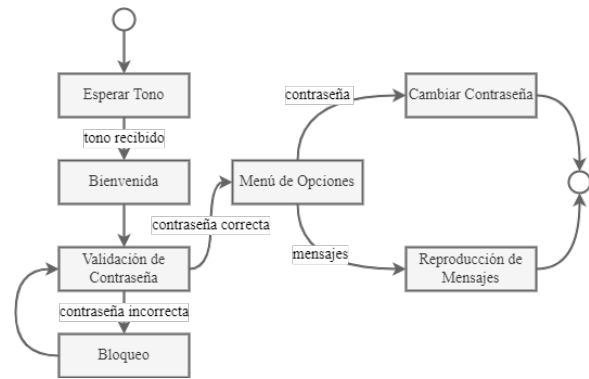 Esperar Tono
tono recibido
Bienvenida
Validación de
Contraseña
contraseña incorrecta
Bloqueo
contraseña correcta
Menú de Opciones
contraseña
Cambiar Contraseña
mensajes
Reproducción de
Mensajes